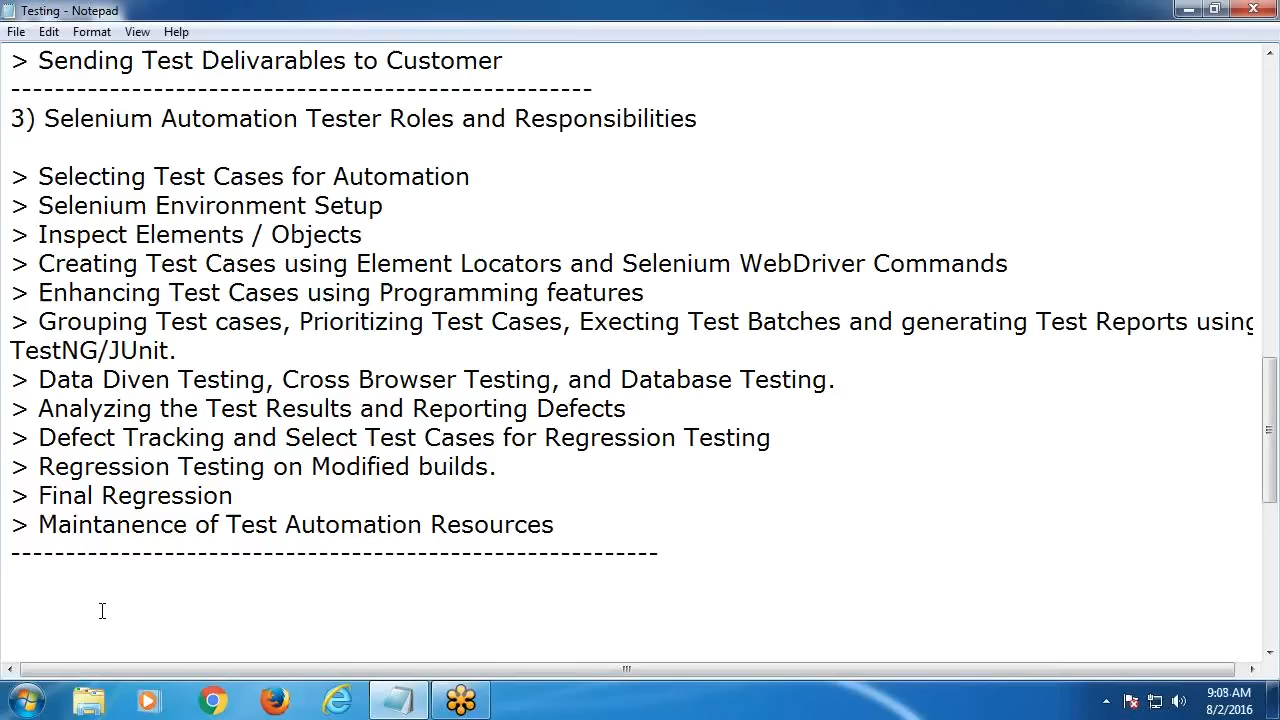 Testing - Notepad
File Edit Format View Help
> Sending Test Delivarables to Customer
-----------------------------------------------------
3) Selenium Automation Tester Roles and Responsibilities
> Selecting Test Cases for Automation
> Selenium Environment Setup
> Inspect Elements / Objects
> Creating Test Cases using Element Locators and Selenium WebDriver Commands
> Enhancing Test Cases using Programming features
> Grouping Test cases, Prioritizing Test Cases, Execting Test Batches and generating Test Reports using
TestNG/JUnit.
> Data Diven Testing, Cross Browser Testing, and Database Testing.
> Analyzing the Test Results and Reporting Defects
> Defect Tracking and Select Test Cases for Regression Testing
> Regression Testing on Modified builds.
> Final Regression
> Maintanence of Test Automation Resources
-----------------------------------------------------------
9:03 AM
8/2/2016